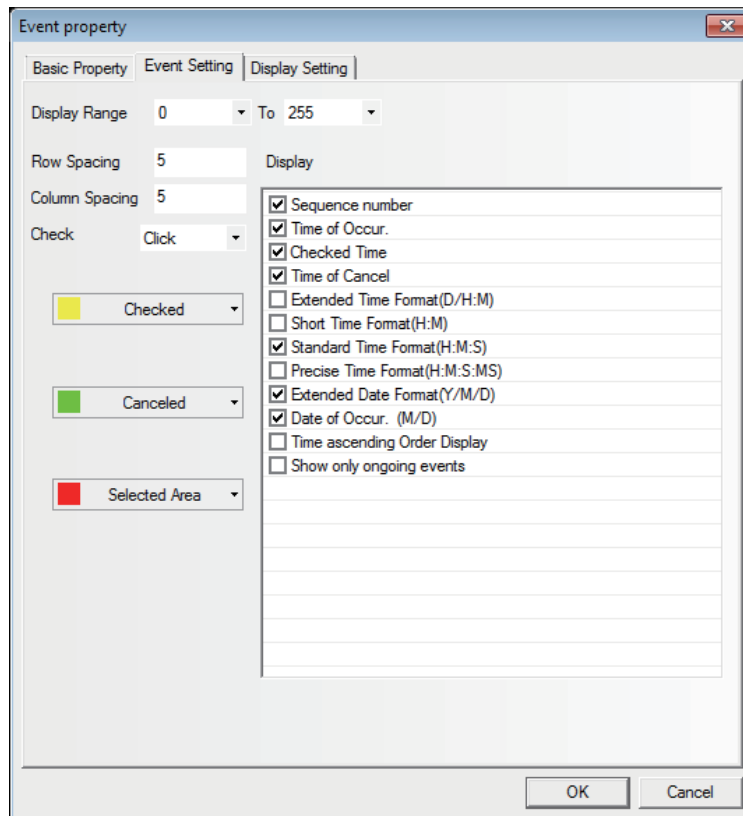 Event property
Basic Property Event Setting Display Setting
Display Range 0 To 255
Row Spacing 5 Display
Column Spacing 5
Check Click
Checked
Canceled
Selected Area
Sequence number
Time of Occur.
Checked Time
Time of Cancel
Extended Time Format(D/H:M)
Short Time Format(H:M)
Standard Time Format(H:M:S)
Precise Time Format(H:M:S:MS)
Extended Date Format(Y/M/D)
Date of Occur. (M/D)
Time ascending Order Display
Show only ongoing events
OK Cancel